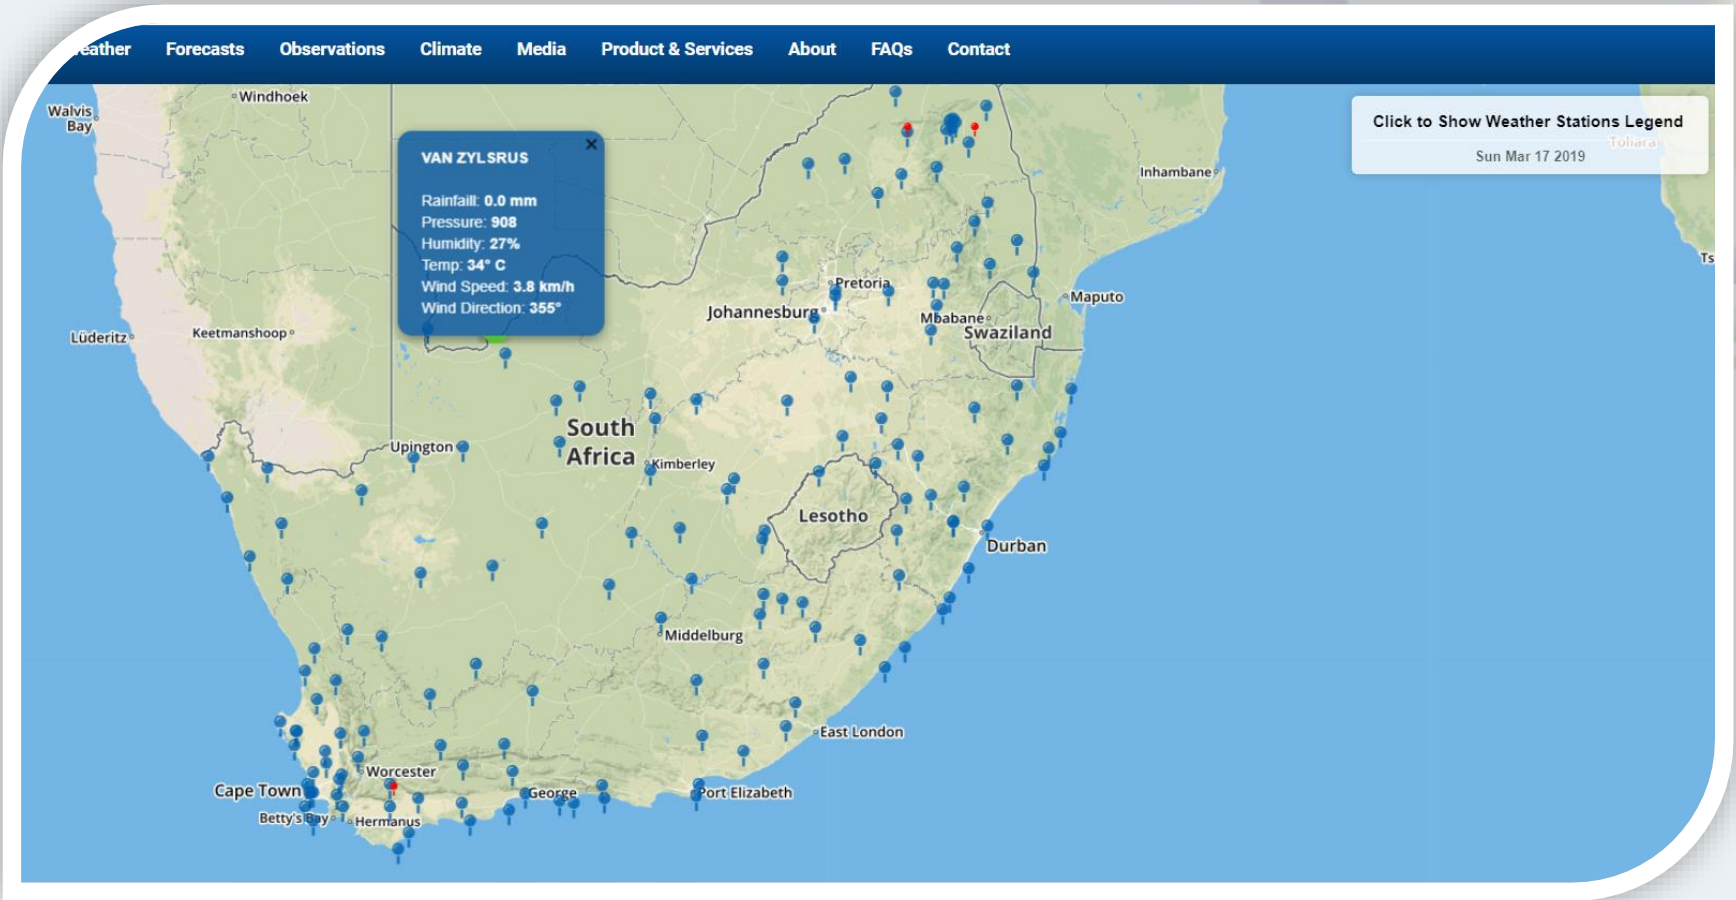 eather Forecasts Observations Climate Media Product & Services About FAQs Contact
Click to Show Weather Stations Legend
Sun Mar 17 2019
Toliara
Windhoek
Walvis
Bay
VAN ZYLSRUS
Rainfaill: 0.0 mm
Pressure: 908
Humidity: 27%
Temp: 34° C
Wind Speed: 3.8 km/h
Wind Direction: 355°
Inhambane
Ts
Pretoria
Maputo
Johannesburg
Mbabane
Swaziland
Lüderitz
Keetmanshoop
South
Africa
Upington
Kimberley
Lesotho
Durban
Middelburg
East London
Worcester
Cape Town
George
Port Elizabeth
Betty's Bay
Hermanus